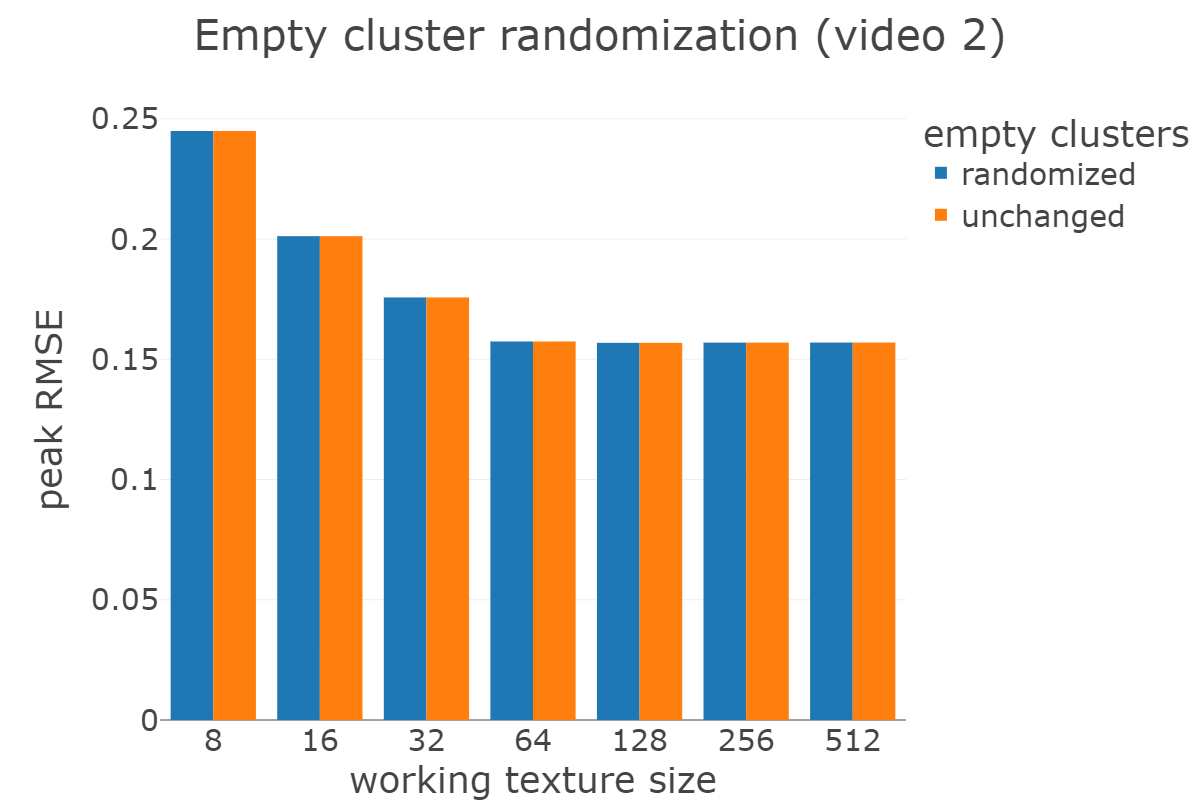 Empty cluster randomization (video 2)
empty clusters
randomized
unchanged
peak RMSE
0.25
0.2
0.15
0.1
0.05
0
8 16 32 64 128 256 512
working texture size